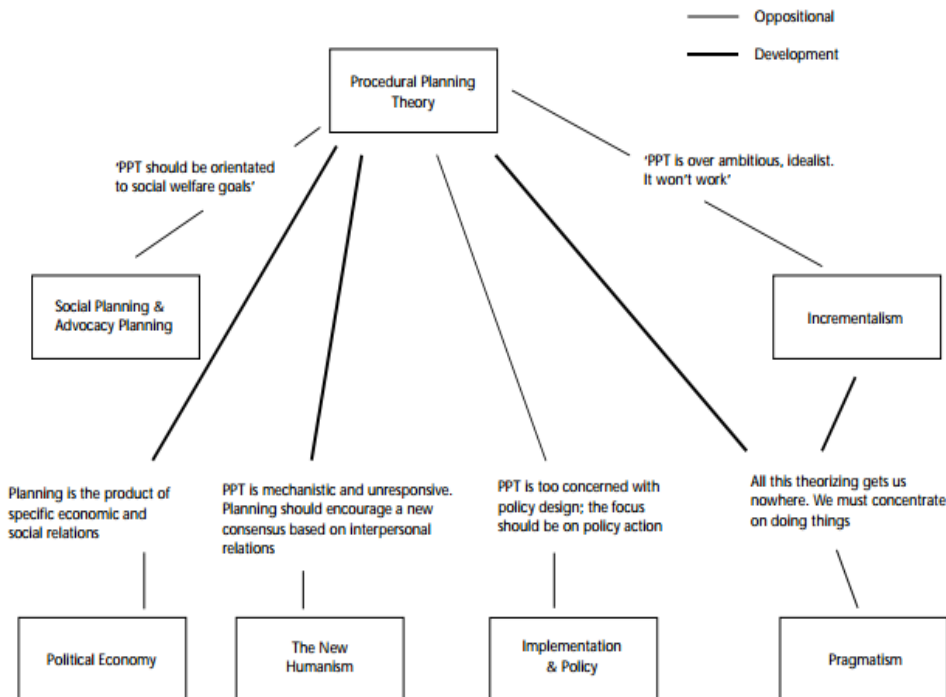 Oppositional
Development
Procedural Planning
Theory
'PPT should be orientated
to social welfare goals'
'PPT is over ambitious, idealist.
It won't work'
Social Planning &
Advocacy Planning
Incrementalism
Planning is the product of
specific economic and
social relations
PPT is mechanistic and unresponsive.
Planning should encourage a new
consensus based on interpersonal
relations
PPT is too concerned with
policy design; the focus
should be on policy action
All this theorizing gets us
nowhere. We must concentrate
on doing things
Political Economy
The New
Humanism
Implementation
& Policy
Pragmatism